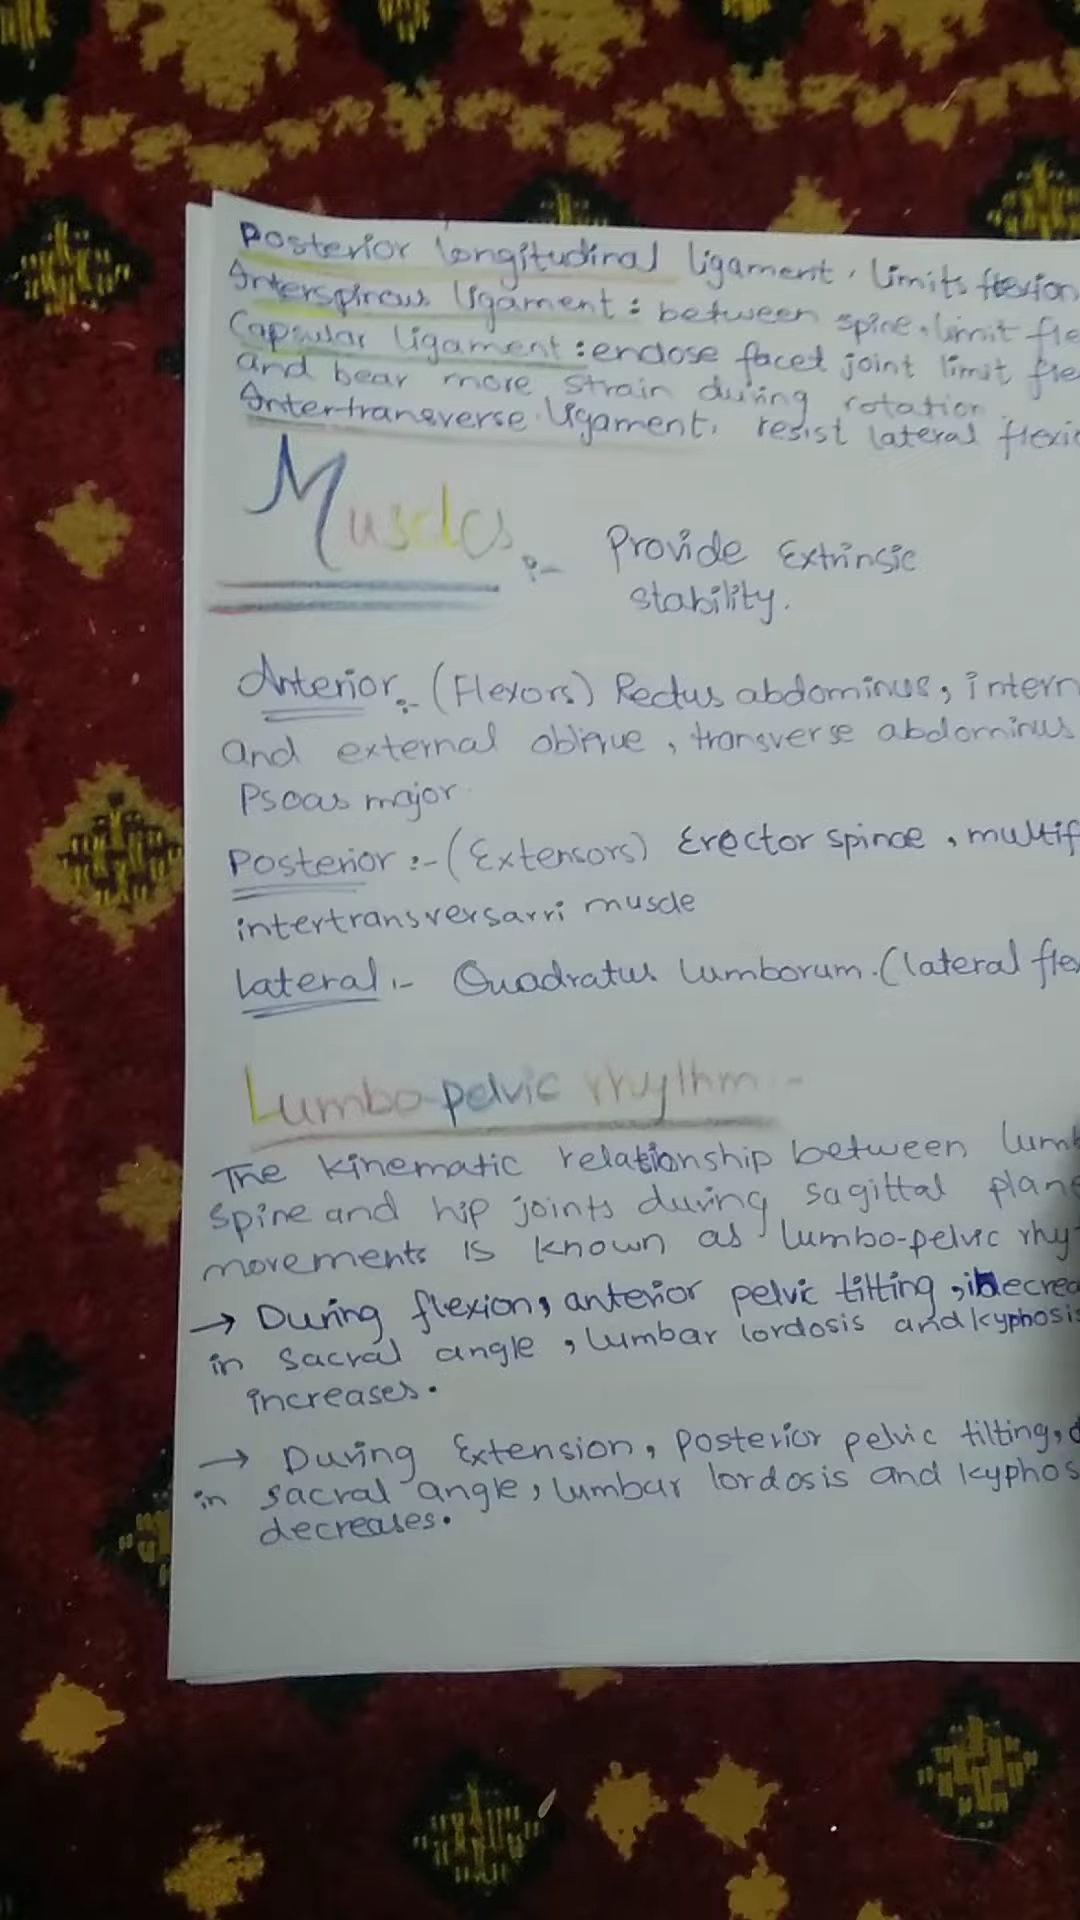 Posterior longitudinal ligament, limits flexion
Interspinous ligament: between spine, limit fle
Capsular ligament: enclose facet joint limit fle
and bear more strain during rotation
Intertransverse ligament, resist lateral flexio
Muscles :- Provide Extrinsic
stability.
Anterior :- (Flexors) Rectus abdominus, intern
and external oblique, transverse abdominus
Psoas major.
Posterior :- (Extensors) Erector spinae, multif
intertransversarri muscle
lateral :- Quadratus lumborum. (lateral flex
Lumbo-pelvic rhythm :-
The kinematic relationship between lumb
spine and hip joints during sagittal plane
movements is known as lumbo-pelvic rhy
→ During flexion, anterior pelvic tilting,
in sacral angle, lumbar lordosis and kyphosis
increases.
→ During Extension, posterior pelvic tilting, d
in sacral angle, lumbar lordosis and kyphos
decreases.